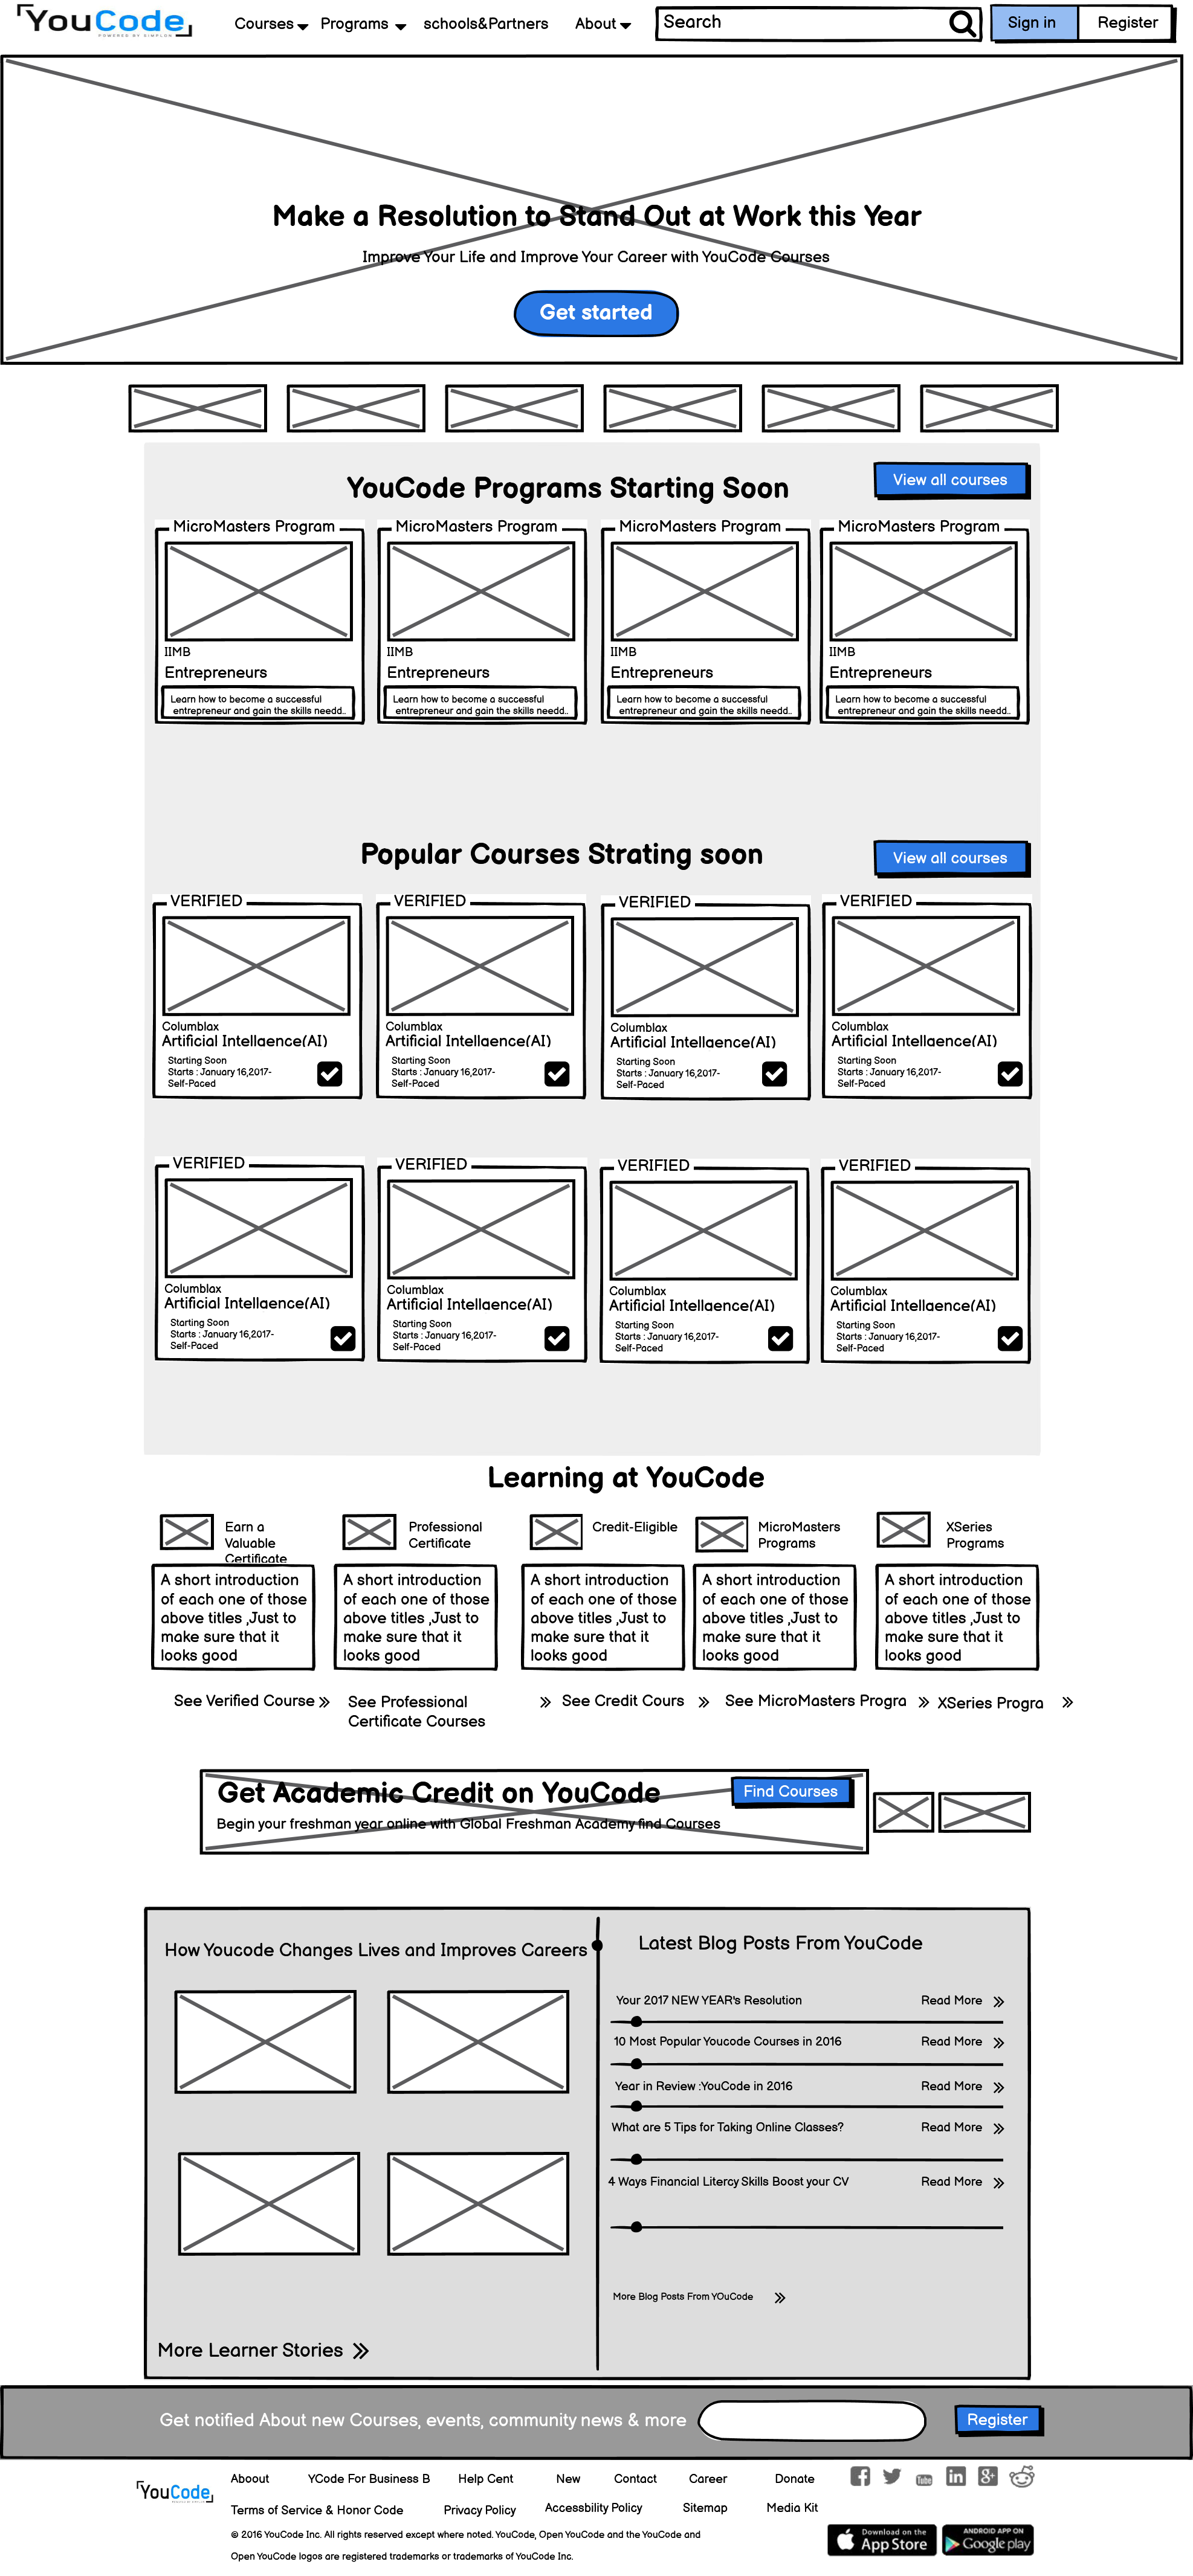 YouCode
POWERED BY SIMPLON
Courses
Programs
schools&Partners
About
Search
Sign in
Register
Make a Resolution to Stand Out at Work this Year
Improve Your Life and Improve Your Career with YouCode Courses
Get started
YouCode Programs Starting Soon
View all courses
MicroMasters Program
MicroMasters Program
MicroMasters Program
MicroMasters Program
IIMB
IIMB
IIMB
IIMB
Entrepreneurs
Entrepreneurs
Entrepreneurs
Entrepreneurs
Learn how to become a successful
entrepreneur and gain the skills needd..
Learn how to become a successful
entrepreneur and gain the skills needd..
Learn how to become a successful
entrepreneur and gain the skills needd..
Learn how to become a successful
entrepreneur and gain the skills needd..
Popular Courses Strating soon
View all courses
VERIFIED
VERIFIED
VERIFIED
VERIFIED
Columblax
Artificial Intellgence(AI)
Starting Soon
Starts : January 16,2017-
Self-Paced
Columblax
Artificial Intellgence(AI)
Starting Soon
Starts : January 16,2017-
Self-Paced
Columblax
Artificial Intellgence(AI)
Starting Soon
Starts : January 16,2017-
Self-Paced
Columblax
Artificial Intellgence(AI)
Starting Soon
Starts : January 16,2017-
Self-Paced
VERIFIED
VERIFIED
VERIFIED
VERIFIED
Columblax
Artificial Intellgence(AI)
Starting Soon
Starts : January 16,2017-
Self-Paced
Columblax
Artificial Intellgence(AI)
Starting Soon
Starts : January 16,2017-
Self-Paced
Columblax
Artificial Intellgence(AI)
Starting Soon
Starts : January 16,2017-
Self-Paced
Columblax
Artificial Intellgence(AI)
Starting Soon
Starts : January 16,2017-
Self-Paced
Learning at YouCode
Earn a
Valuable
Certificate
Professional
Certificate
Credit-Eligible
MicroMasters
Programs
XSeries
Programs
A short introduction
of each one of those
above titles ,Just to
make sure that it
looks good
A short introduction
of each one of those
above titles ,Just to
make sure that it
looks good
A short introduction
of each one of those
above titles ,Just to
make sure that it
looks good
A short introduction
of each one of those
above titles ,Just to
make sure that it
looks good
A short introduction
of each one of those
above titles ,Just to
make sure that it
looks good
See Verified Course
See Professional
Certificate Courses
See Credit Cours
See MicroMasters Progra
XSeries Progra
Get Academic Credit on YouCode
Find Courses
Begin your freshman year online with Global Freshman Academy find Courses
How Youcode Changes Lives and Improves Careers
More Learner Stories
Latest Blog Posts From YouCode
Your 2017 NEW YEAR's Resolution
Read More
10 Most Popular Youcode Courses in 2016
Read More
Year in Review :YouCode in 2016
Read More
What are 5 Tips for Taking Online Classes?
Read More
4 Ways Financial Litercy Skills Boost your CV
Read More
More Blog Posts From YOuCode
Get notified About new Courses, events, community news & more
Register
YouCode
Aboout
YCode For Business B
Help Cent
New
Contact
Career
Donate
You
Tube
in
g+
Terms of Service & Honor Code
Privacy Policy
Accessbility Policy
Sitemap
Media Kit
© 2016 YouCode Inc. All rights reserved except where noted. YouCode, Open YouCode and the YouCode and
Open YouCode logos are registered trademarks or trademarks of YouCode Inc.
Download on the
App Store
ANDROID APP ON
Google play